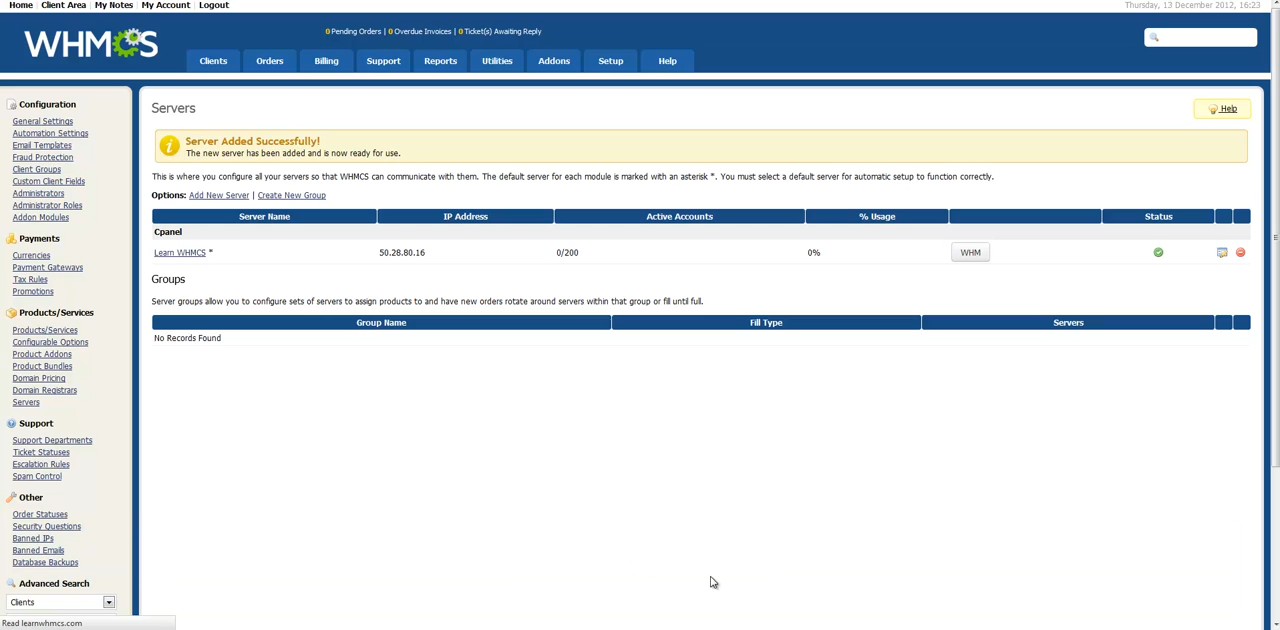 Home | Client Area | My Notes | My Account | Logout
Thursday, 13 December 2012, 16:23
WHMCS
0 Pending Orders | 0 Overdue Invoices | 0 Ticket(s) Awaiting Reply
Clients Orders Billing Support Reports Utilities Addons Setup Help
Configuration
General Settings
Automation Settings
Email Templates
Fraud Protection
Client Groups
Custom Client Fields
Administrators
Administrator Roles
Addon Modules
Payments
Currencies
Payment Gateways
Tax Rules
Promotions
Products/Services
Products/Services
Configurable Options
Product Addons
Product Bundles
Domain Pricing
Domain Registrars
Servers
Support
Support Departments
Ticket Statuses
Escalation Rules
Spam Control
Other
Order Statuses
Security Questions
Banned IPs
Banned Emails
Database Backups
Advanced Search
Clients
Read learnwhmcs.com
Servers
Help
Server Added Successfully!
The new server has been added and is now ready for use.
This is where you configure all your servers so that WHMCS can communicate with them. The default server for each module is marked with an asterisk *. You must select a default server for automatic setup to function correctly.
Options: Add New Server | Create New Group
Server Name IP Address Active Accounts % Usage Status
Cpanel
Learn WHMCS * 50.28.80.16 0/200 0% WHM
Groups
Server groups allow you to configure sets of servers to assign products to and have new orders rotate around servers within that group or fill until full.
Group Name Fill Type Servers
No Records Found